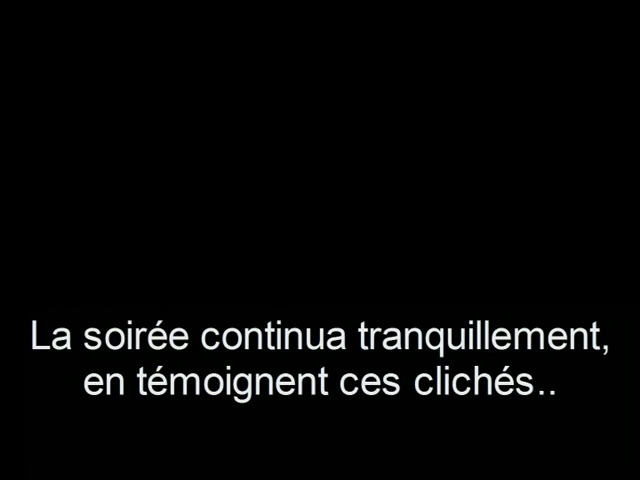 La soirée continua tranquillement,
en témoignent ces clichés..